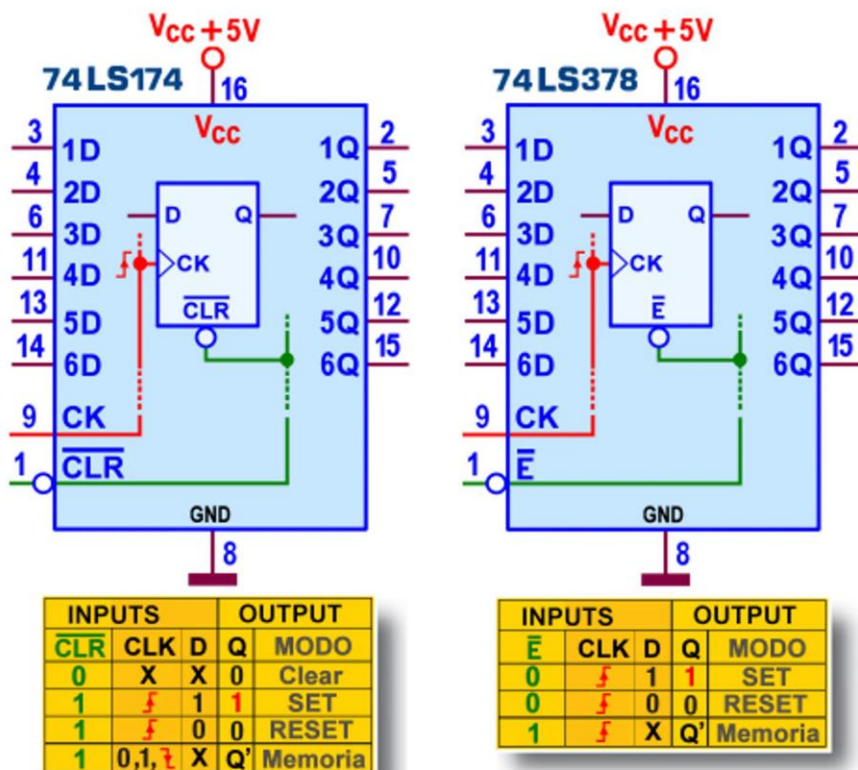 VCC+5V
74LS174
16
VCC
3 1D 1Q 2
4 2D 2Q 5
D Q
6 3D 3Q 7
11 4D CK 4Q 10
CLR
13 5D 5Q 12
14 6D 6Q 15
9 CK
1 CLR
GND
8
INPUTS OUTPUT
CLR CLK D Q MODO
0 X X 0 Clear
1 1 1 SET
1 0 0 RESET
1 0,1, X Q' Memoria
VCC+5V
74LS378
16
VCC
3 1D 1Q 2
4 2D 2Q 5
D Q
6 3D 3Q 7
11 4D CK 4Q 10
E
13 5D 5Q 12
14 6D 6Q 15
9 CK
1 E
GND
8
INPUTS OUTPUT
E CLK D Q MODO
0 1 1 SET
0 0 0 RESET
1 X Q' Memoria